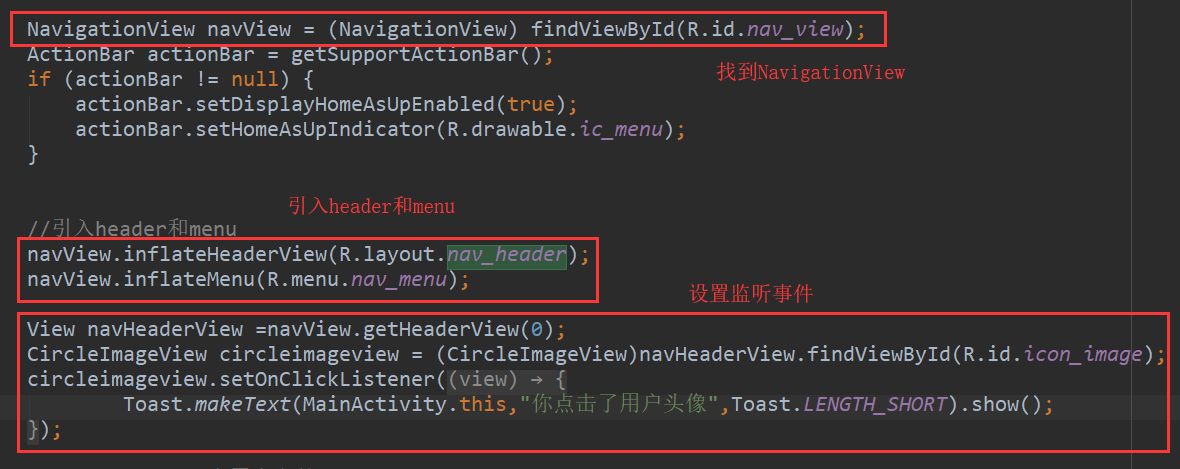 NavigationView navView = (NavigationView) findViewById(R.id.nav_view);
ActionBar actionBar = getSupportActionBar();
找到NavigationView
if (actionBar != null) {
actionBar.setDisplayHomeAsUpEnabled(true);
actionBar.setHomeAsUpIndicator(R.drawable.ic_menu);
}
引入header和menu
//引入header和menu
navView.inflateHeaderView(R.layout.nav_header);
navView.inflateMenu(R.menu.nav_menu);
设置监听事件
View navHeaderView =navView.getHeaderView(0);
CircleImageView circleimageview = (CircleImageView)navHeaderView.findViewById(R.id.icon_image);
circleimageview.setOnClickListener((view) → {
Toast.makeText(MainActivity.this,"你点击了用户头像",Toast.LENGTH_SHORT).show();
});